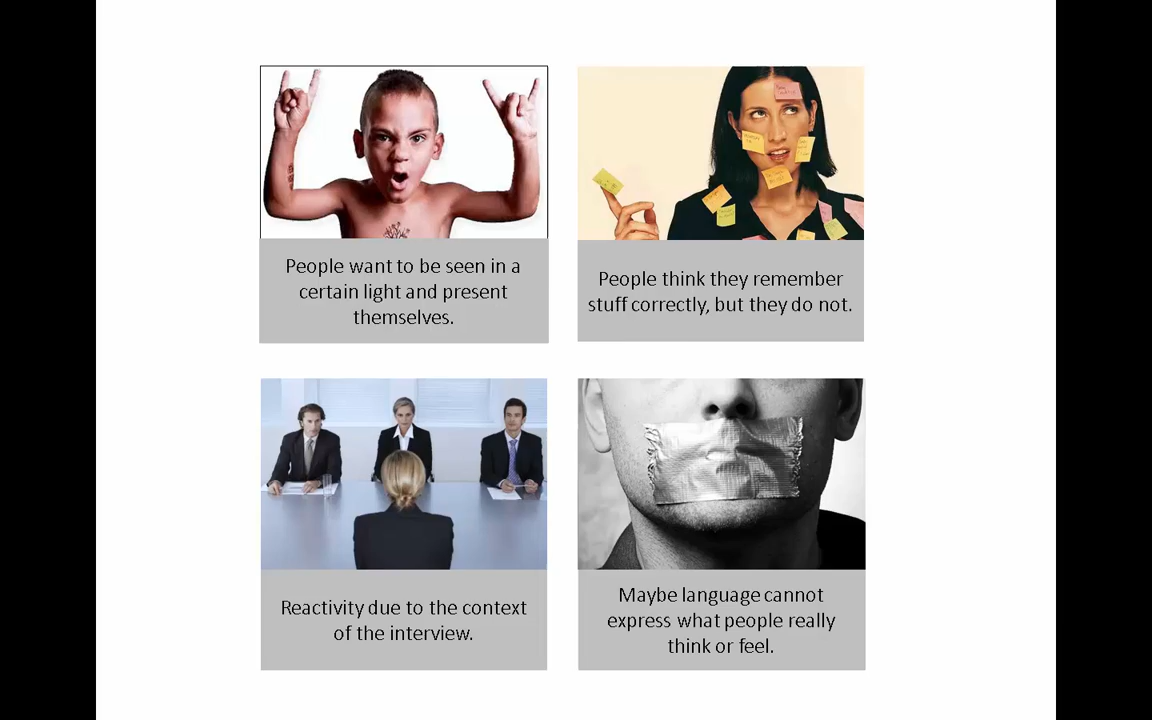 People want to be seen in a
certain light and present
themselves.
People think they remember
stuff correctly, but they do not.
Reactivity due to the context
of the interview.
Maybe language cannot
express what people really
think or feel.